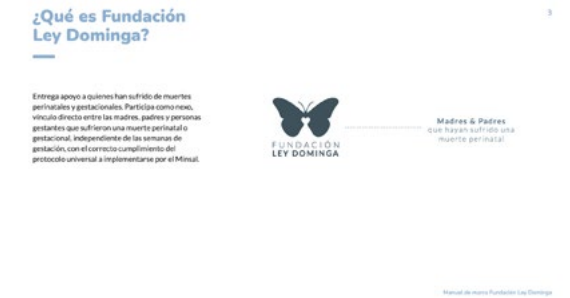 ¿Qué es Fundación
Ley Dominga?
3
Entrega apoyo a quienes han sufrido de muertes
perinatales y gestacionales. Participa como nexo,
vínculo directo entre las madres, padres y personas
gestantes que sufrieron una muerte perinatal o
gestacional, independiente de las semanas de
gestación, con el correcto cumplimiento del
protocolo universal a implementarse por el Minsal.
FUNDACIÓN
LEY DOMINGA
Madres & Padres
que hayan sufrido una
muerte perinatal
Manual de marca Fundación Ley Dominga